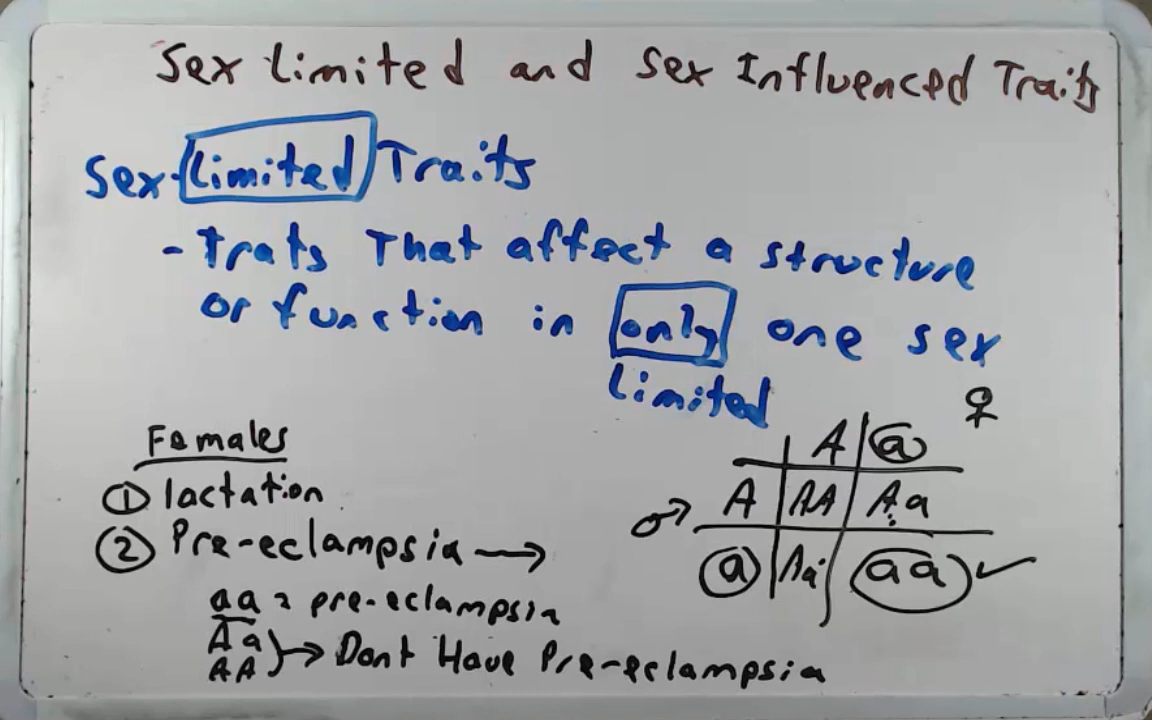 Sex Limited and Sex Influenced Traits
Sex-Limited Traits
- Trats That affect a structure
or function in only one sex
Limited
Females
① lactation
② Pre-eclampsia →
aa = pre-eclampsia
Aa
AA } → Dont Have Pre-eclampsia
♀
A a
♂ A AA Aa
a Aa aa ✓